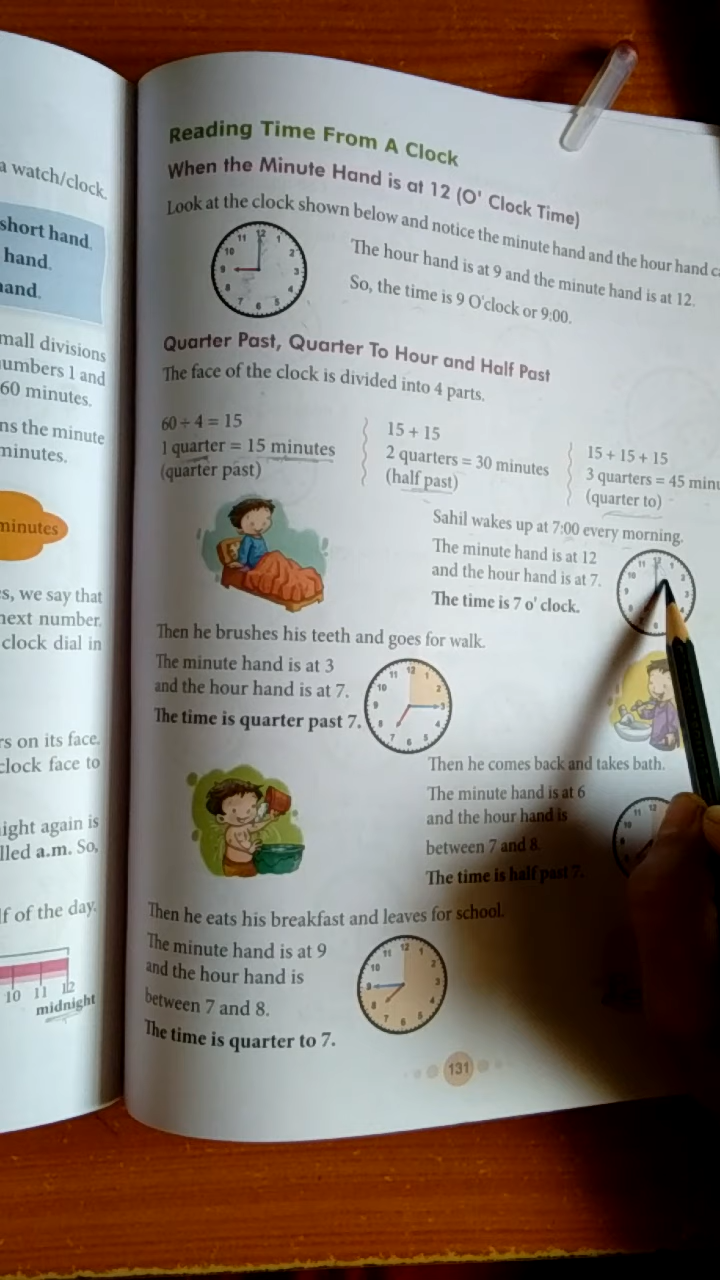 a watch/clock.
short hand.
hand.
and.
mall divisions
umbers 1 and
60 minutes.
ns the minute
minutes.
minutes
s, we say that
next number.
clock dial in
rs on its face.
clock face to
ight again is
lled a.m. So,
lf of the day.
10 11 12
midnight
Reading Time From A Clock
When the Minute Hand is at 12 (O' Clock Time)
Look at the clock shown below and notice the minute hand and the hour hand ca
The hour hand is at 9 and the minute hand is at 12.
So, the time is 9 O'clock or 9:00.
Quarter Past, Quarter To Hour and Half Past
The face of the clock is divided into 4 parts.
60 ÷ 4 = 15
1 quarter = 15 minutes
(quarter past)
15 + 15
2 quarters = 30 minutes
(half past)
15 + 15 + 15
3 quarters = 45 minu
(quarter to)
Sahil wakes up at 7:00 every morning.
The minute hand is at 12
and the hour hand is at 7.
The time is 7 o' clock.
Then he brushes his teeth and goes for walk.
The minute hand is at 3
and the hour hand is at 7.
The time is quarter past 7.
Then he comes back and takes bath.
The minute hand is at 6
and the hour hand is
between 7 and 8.
The time is half past 7.
Then he eats his breakfast and leaves for school.
The minute hand is at 9
and the hour hand is
between 7 and 8.
The time is quarter to 7.
131